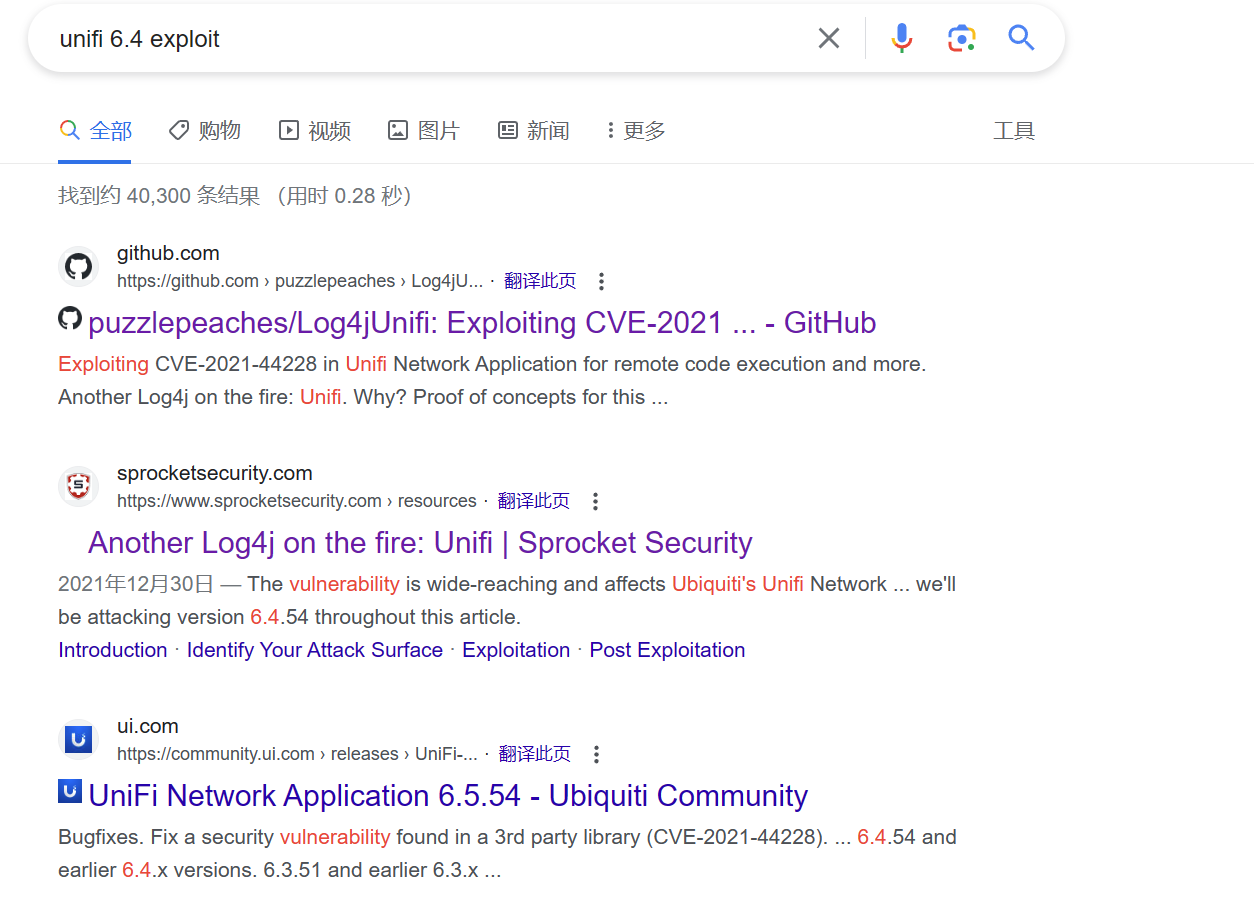 unifi 6.4 exploit
全部 购物 视频 图片 新闻 更多 工具
找到约 40,300 条结果 （用时 0.28 秒）
github.com
https://github.com › puzzlepeaches › Log4jU... · 翻译此页
puzzlepeaches/Log4jUnifi: Exploiting CVE-2021 ... - GitHub
Exploiting CVE-2021-44228 in Unifi Network Application for remote code execution and more.
Another Log4j on the fire: Unifi. Why? Proof of concepts for this ...
sprocketsecurity.com
https://www.sprocketsecurity.com › resources · 翻译此页
Another Log4j on the fire: Unifi | Sprocket Security
2021年12月30日 — The vulnerability is wide-reaching and affects Ubiquiti's Unifi Network ... we'll
be attacking version 6.4.54 throughout this article.
Introduction · Identify Your Attack Surface · Exploitation · Post Exploitation
ui.com
https://community.ui.com › releases › UniFi-... · 翻译此页
UniFi Network Application 6.5.54 - Ubiquiti Community
Bugfixes. Fix a security vulnerability found in a 3rd party library (CVE-2021-44228). ... 6.4.54 and
earlier 6.4.x versions. 6.3.51 and earlier 6.3.x ...